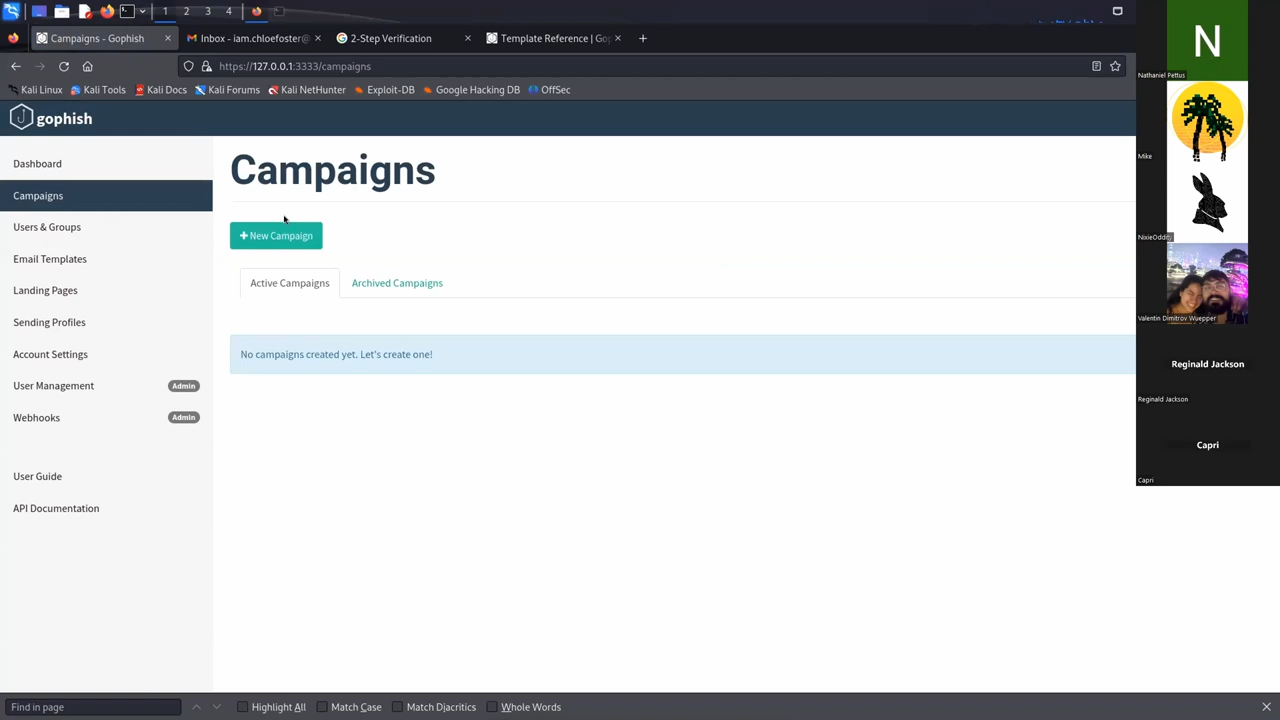 1 2 3 4
Campaigns - Gophish
Inbox - iam.chloefoster@
2-Step Verification
Template Reference | Gop
https://127.0.0.1:3333/campaigns
Kali Linux Kali Tools Kali Docs Kali Forums Kali NetHunter Exploit-DB Google Hacking OffSec
gophish
Dashboard
Campaigns
Users & Groups
Email Templates
Landing Pages
Sending Profiles
Account Settings
User Management Admin
Webhooks Admin
User Guide
API Documentation
Campaigns
+ New Campaign
Active Campaigns Archived Campaigns
No campaigns created yet. Let's create one!
N
Nathaniel Pettus
Mike
NixieOddity
Valentin Dimitrov Wuepper
Reginald Jackson
Reginald Jackson
Capri
Capri
Find in page Highlight All Match Case Match Diacritics Whole Words